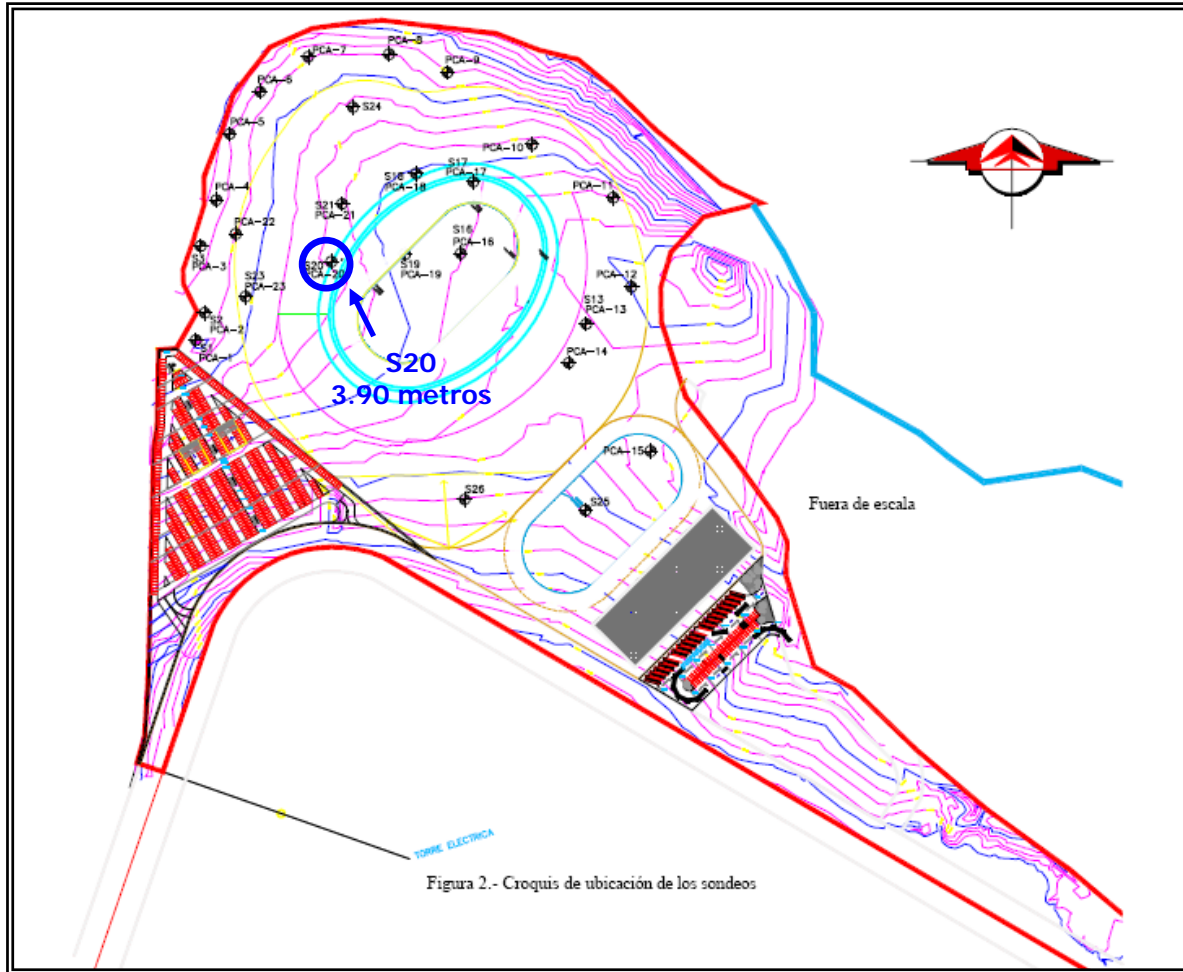 PCA-8
PCA-7
PCA-9
PCA-6
S24
PCA-5
PCA-10
S17
PCA-17
S18
PCA-18
PCA-11
PCA-4
S21
PCA-21
PCA-22
S16
PCA-16
S3
PCA-3
S20
PCA-20
S19
PCA-19
S23
PCA-23
PCA-12
S13
PCA-13
S2
PCA-2
S1
PCA-1
PCA-14
S20
3.90 metros
PCA-15
S26
S25
Fuera de escala
TORRE ELECTRICA
Figura 2.- Croquis de ubicación de los sondeos